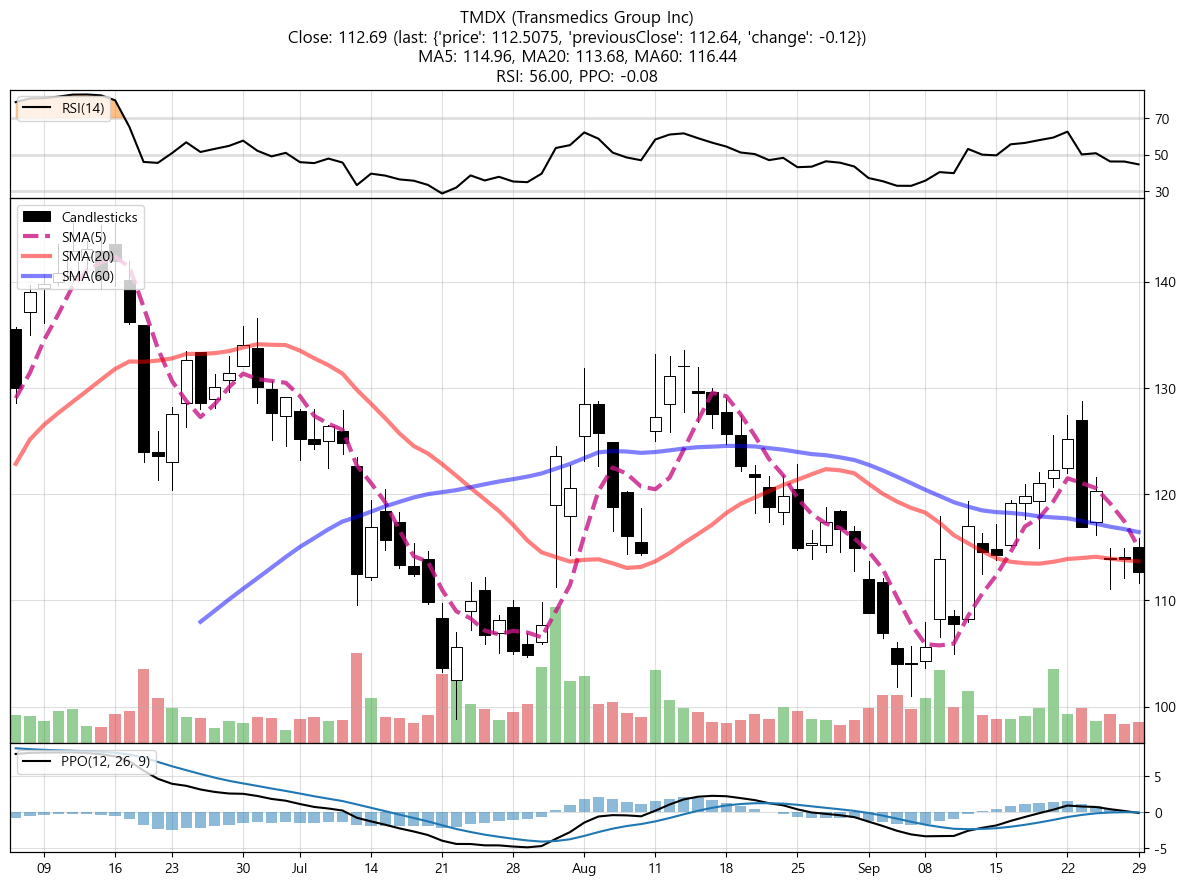 TMDX (Transmedics Group Inc)
Close: 112.69 (last: {'price': 112.5075, 'previousClose': 112.64, 'change': -0.12})
MA5: 114.96, MA20: 113.68, MA60: 116.44
RSI: 56.00, PPO: -0.08
RSI(14)
70
50
30
Candlesticks
SMA(5)
SMA(20)
SMA(60)
140
130
120
110
100
PPO(12, 26, 9)
5
0
-5
09 16 23 30 Jul 14 21 28 Aug 11 18 25 Sep 08 15 22 29